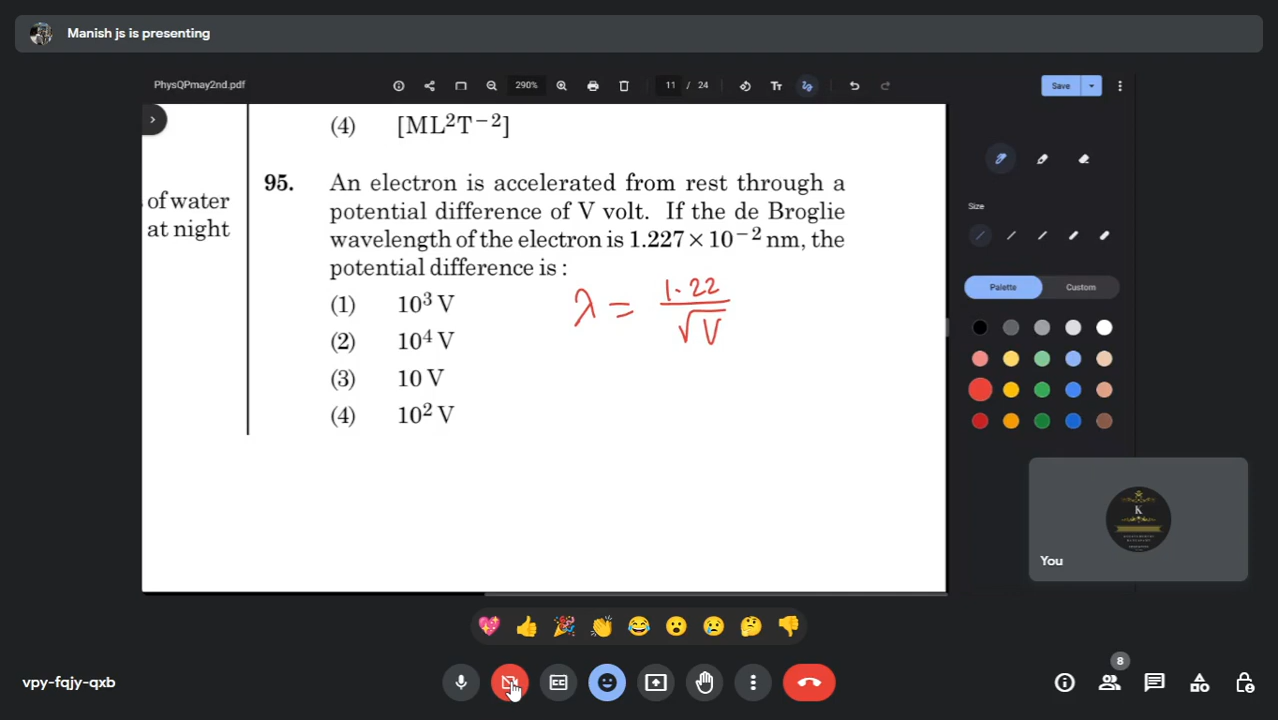 Manish js is presenting
PhysQPmay2nd.pdf
290%
11 / 24
Tт
Save
(4) [ML²T⁻²]
of water
at night
95. An electron is accelerated from rest through a
potential difference of V volt. If the de Broglie
wavelength of the electron is 1.227 × 10⁻² nm, the
potential difference is :
(1) 10³ V
(2) 10⁴ V
(3) 10 V
(4) 10² V
λ = 1.22 / √V
Size
Palette
Custom
K
You
vpy-fqjy-qxb
8